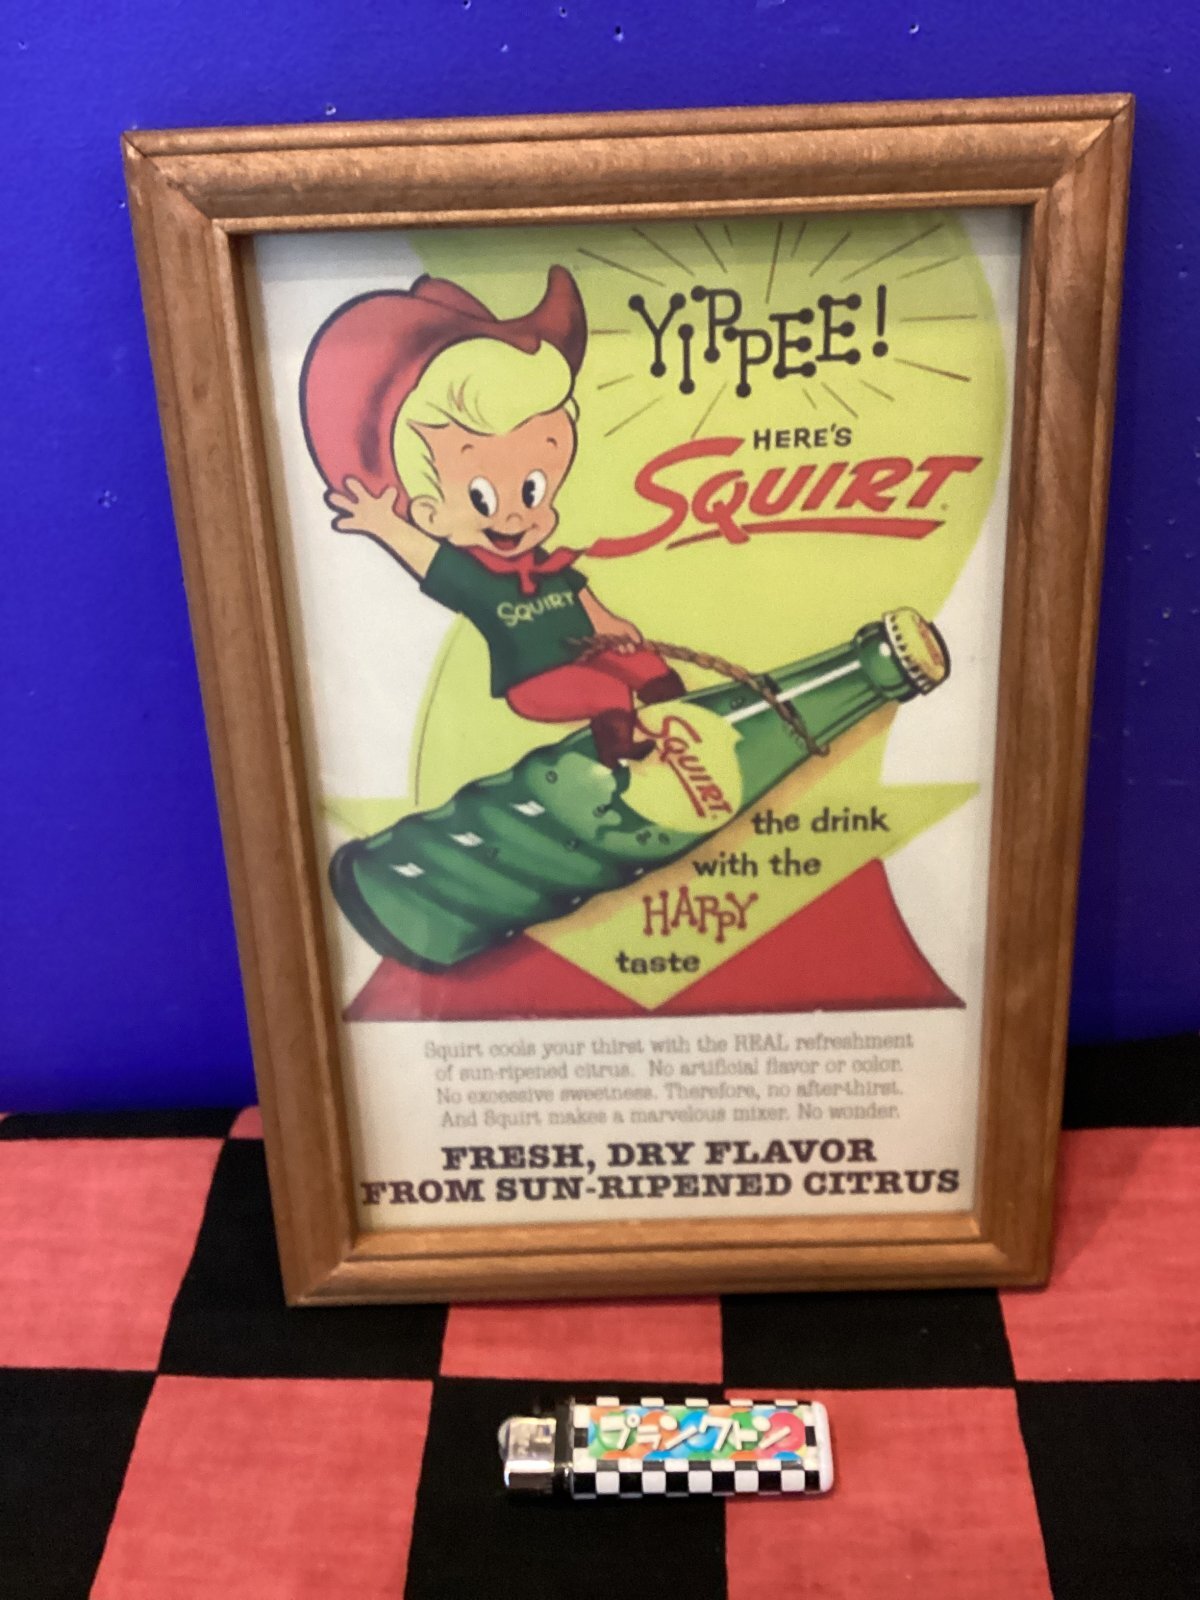 YiPPEE!
HERE'S
SQUIRT
SQUIRT
SQUIRT
the drink
with the
HAPPY
taste
Squirt cools your thirst with the REAL refreshment
of sun-ripened citrus. No artificial flavor or color.
No excessive sweetness. Therefore, no after-thirst.
And Squirt makes a marvelous mixer. No wonder.
FRESH, DRY FLAVOR
FROM SUN-RIPENED CITRUS
プランクトン